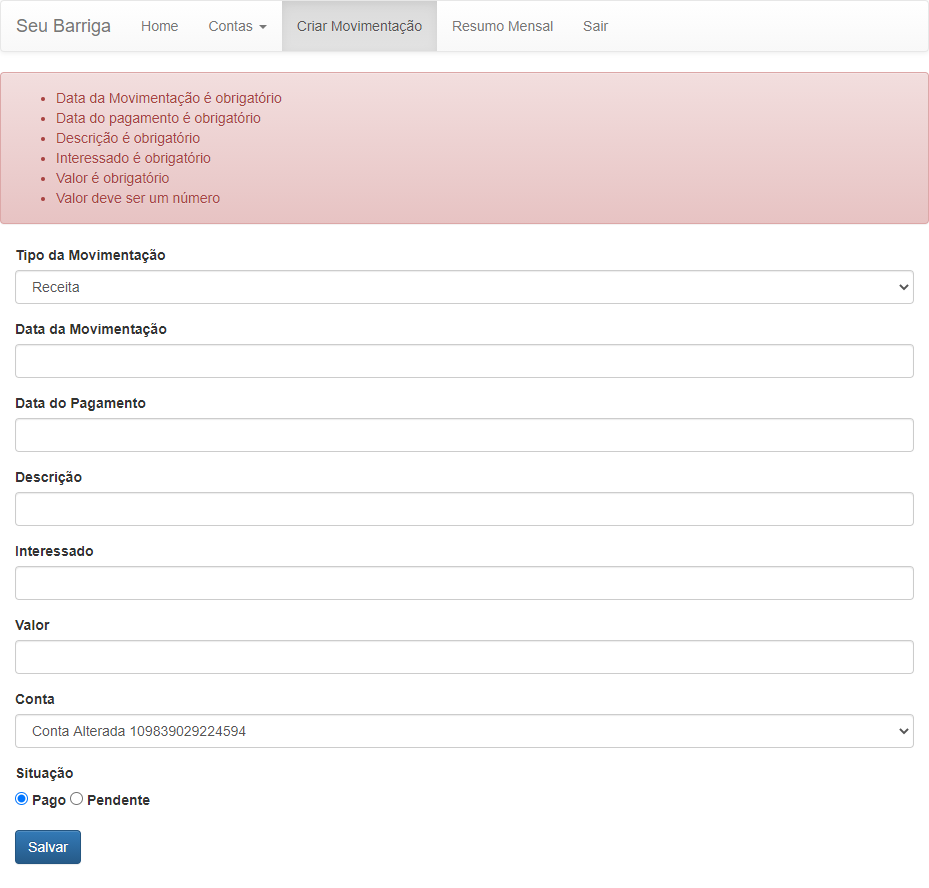 Seu Barriga Home Contas Criar Movimentação Resumo Mensal Sair
Data da Movimentação é obrigatório
Data do pagamento é obrigatório
Descrição é obrigatório
Interessado é obrigatório
Valor é obrigatório
Valor deve ser um número
Tipo da Movimentação
Receita
Data da Movimentação
Data do Pagamento
Descrição
Interessado
Valor
Conta
Conta Alterada 109839029224594
Situação
Pago Pendente
Salvar